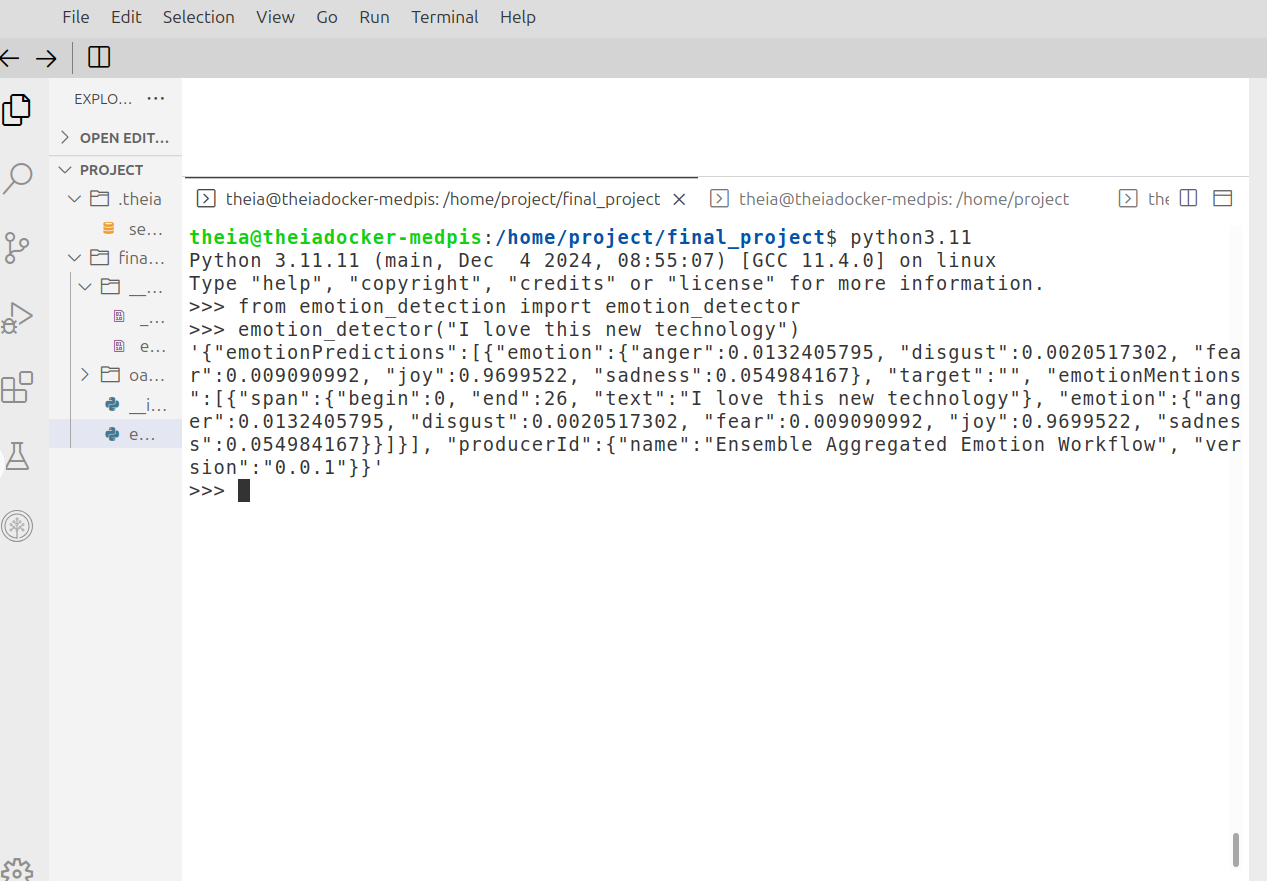 File Edit Selection View Go Run Terminal Help
EXPLO...
OPEN EDIT...
PROJECT
.theia
se...
fina...
__...
_...
e...
oa...
__i...
e...
theia@theiadocker-medpis: /home/project/final_project
theia@theiadocker-medpis: /home/project
the
theia@theiadocker-medpis:/home/project/final_project$ python3.11
Python 3.11.11 (main, Dec  4 2024, 08:55:07) [GCC 11.4.0] on linux
Type "help", "copyright", "credits" or "license" for more information.
>>> from emotion_detection import emotion_detector
>>> emotion_detector("I love this new technology")
'{"emotionPredictions":[{"emotion":{"anger":0.0132405795, "disgust":0.0020517302, "fea
r":0.009090992, "joy":0.9699522, "sadness":0.054984167}, "target":"", "emotionMentions
":[{"span":{"begin":0, "end":26, "text":"I love this new technology"}, "emotion":{"ang
er":0.0132405795, "disgust":0.0020517302, "fear":0.009090992, "joy":0.9699522, "sadnes
s":0.054984167}}]}], "producerId":{"name":"Ensemble Aggregated Emotion Workflow", "ver
sion":"0.0.1"}}'
>>>